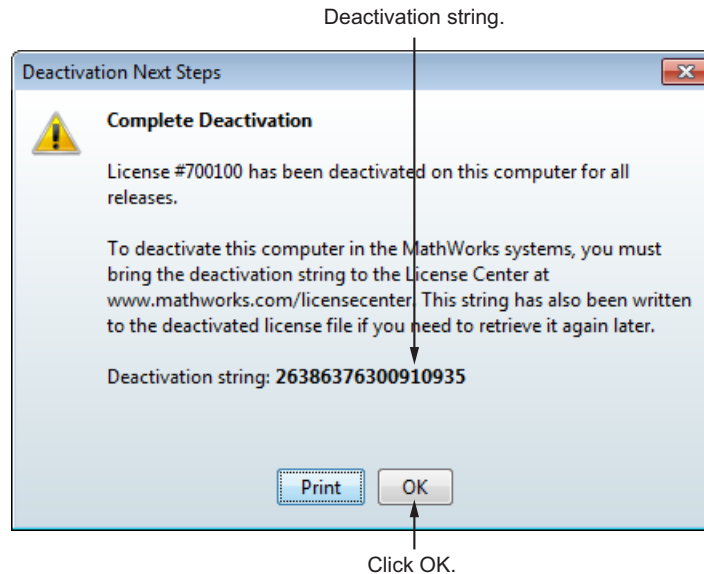 Deactivation string.
Deactivation Next Steps
Complete Deactivation
License #700100 has been deactivated on this computer for all
releases.
To deactivate this computer in the MathWorks systems, you must
bring the deactivation string to the License Center at
www.mathworks.com/licensecenter. This string has also been written
to the deactivated license file if you need to retrieve it again later.
Deactivation string: 26386376300910935
Print OK
Click OK.